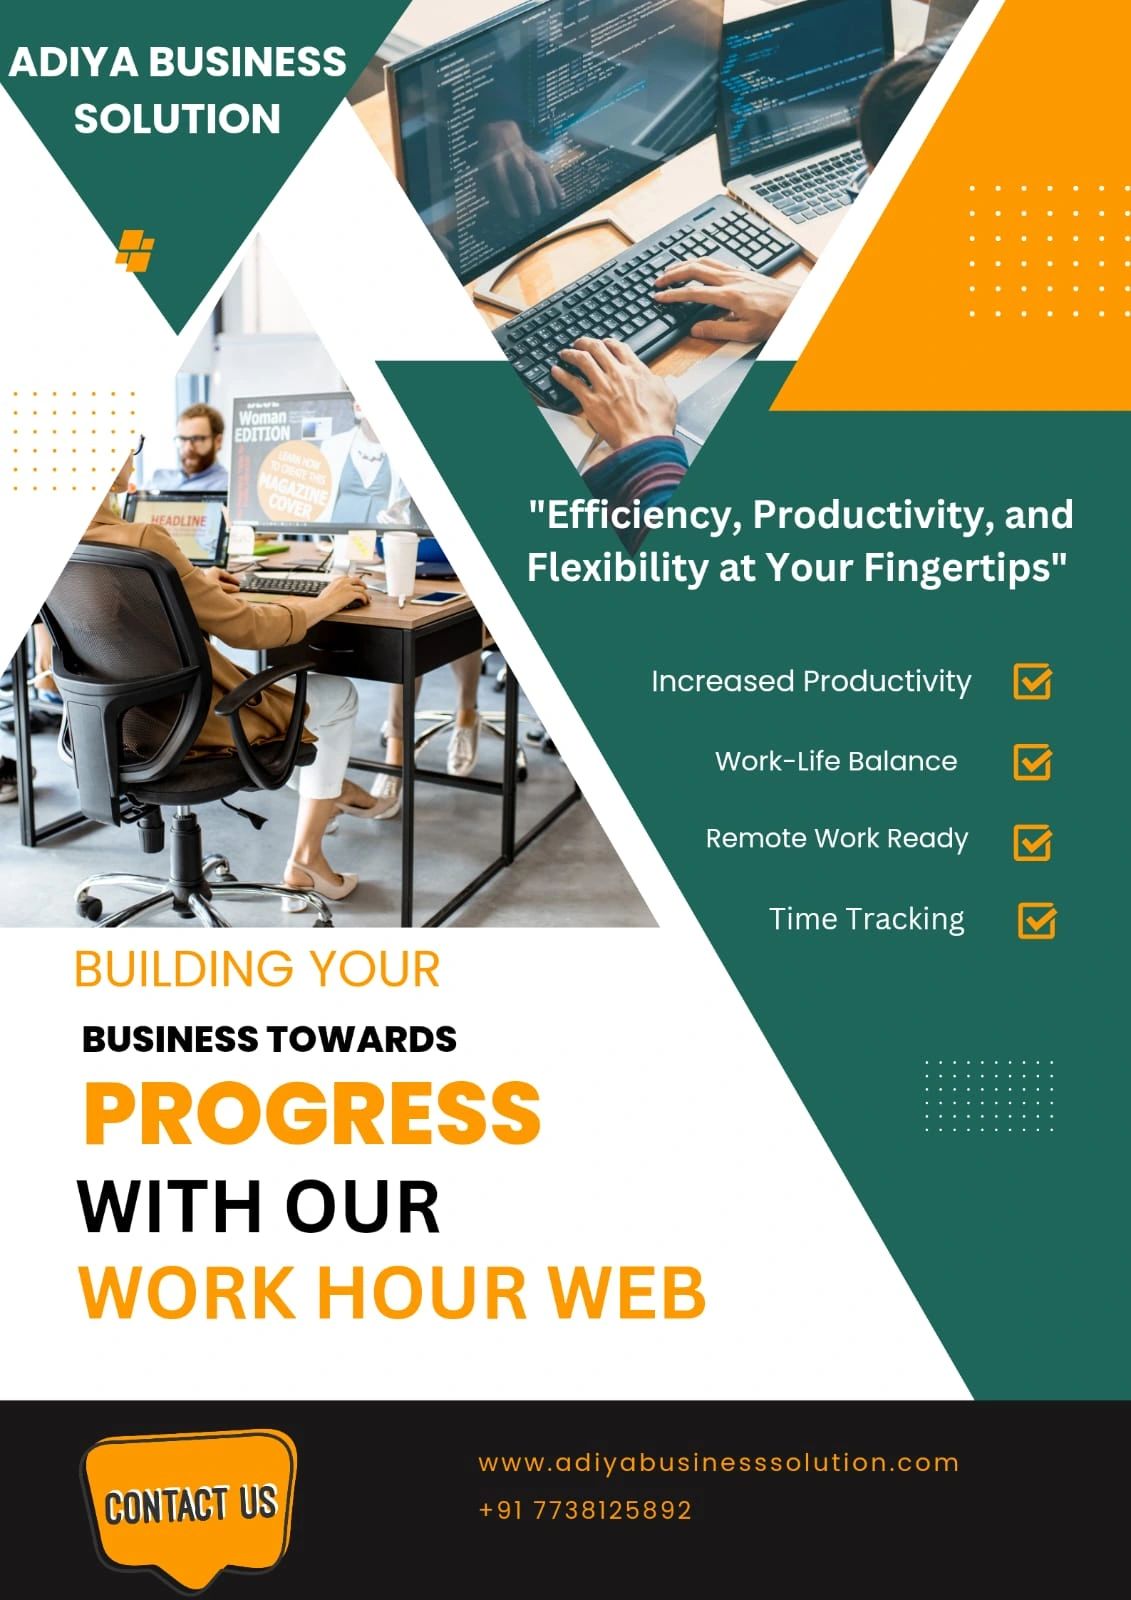 ADIYA BUSINESS
SOLUTION
Woman
EDITION
LEARN HOW
TO CREATE THIS
MAGAZINE
COVER
HEADLINE
"Efficiency, Productivity, and
Flexibility at Your Fingertips"
Increased Productivity
Work-Life Balance
Remote Work Ready
Time Tracking
BUILDING YOUR
BUSINESS TOWARDS
PROGRESS
WITH OUR
WORK HOUR WEB
CONTACT US
www.adiyabusinesssolution.com
+91 7738125892